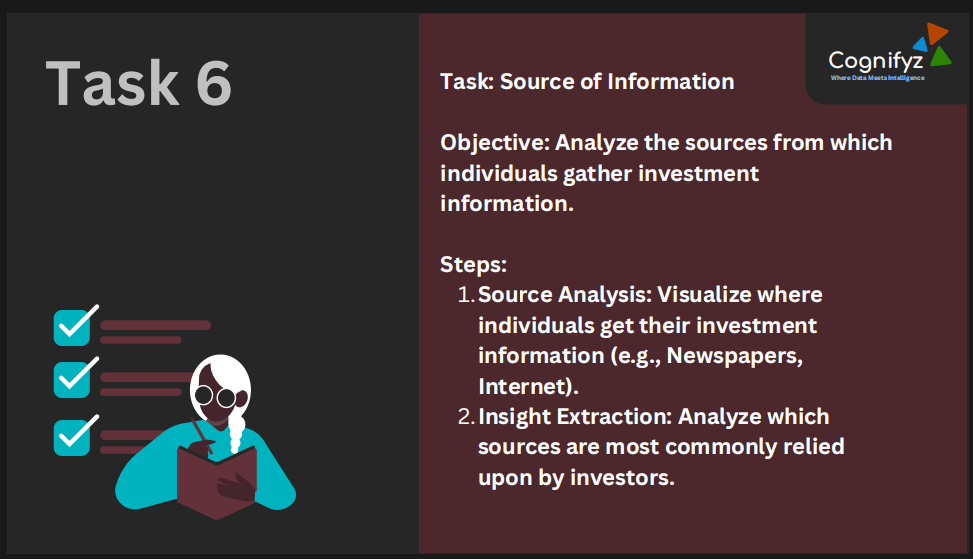 Task 6
Cognifyz
Where Data Meets Intelligence
Task: Source of Information
Objective: Analyze the sources from which
individuals gather investment
information.
Steps:
1. Source Analysis: Visualize where
individuals get their investment
information (e.g., Newspapers,
Internet).
2. Insight Extraction: Analyze which
sources are most commonly relied
upon by investors.